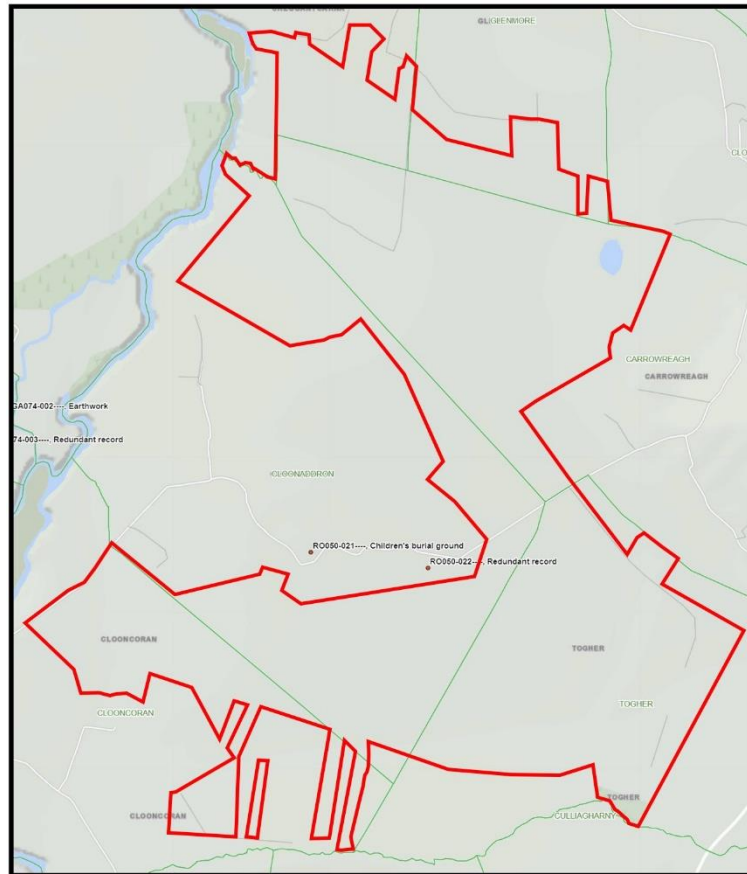 GLENMORE
CARROWREAGH
CARROWREAGH
GA074-002----, Earthwork
74-003----, Redundant record
CLOONADDRON
RO050-021----, Children's burial ground
RO050-022----, Redundant record
CLOONCORAN
TOGHER
TOGHER
CLOONCORAN
TOGHER
CLOONCORAN
CULLIAGHARNY